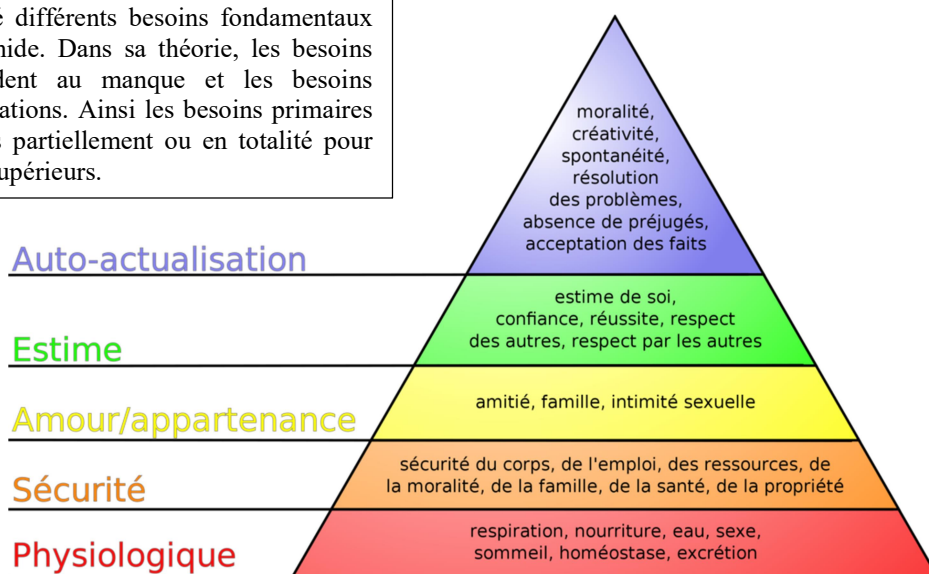 différents besoins fondamentaux
Dans sa théorie, les besoins
au manque et les besoins
Ainsi les besoins primaires
partiellement ou en totalité pour
moralité,
créativité,
spontanéité,
résolution
des problèmes,
absence de préjugés,
acceptation des faits
Auto-actualisation
estime de soi,
confiance, réussite, respect
des autres, respect par les autres
Estime
amitié, famille, intimité sexuelle
Amour/appartenance
sécurité du corps, de l'emploi, des ressources, de
la moralité, de la famille, de la santé, de la propriété
Sécurité
respiration, nourriture, eau, sexe,
sommeil, homéostase, excrétion
Physiologique